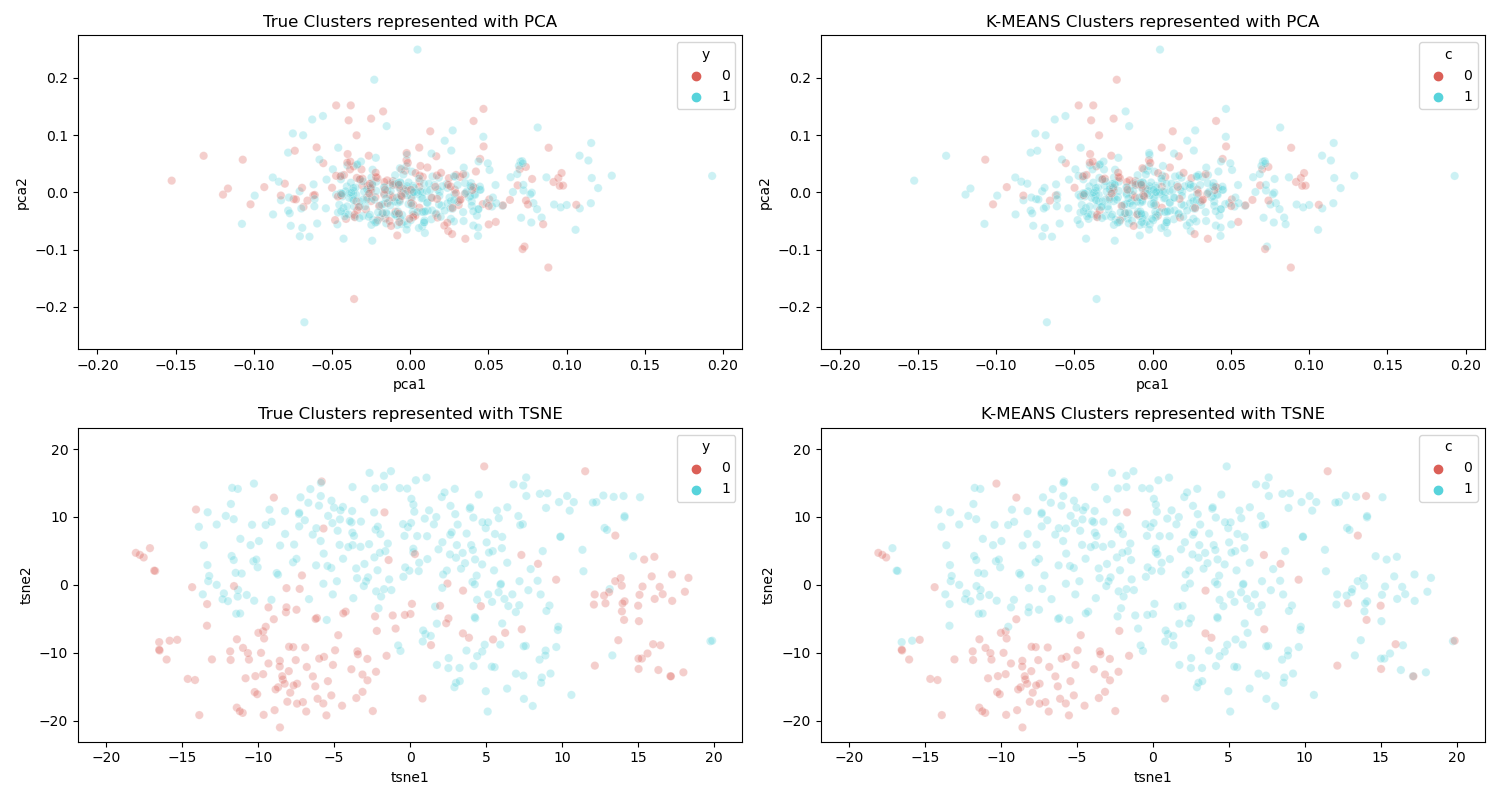 True Clusters represented with PCA
y
0
1
0.2
0.1
0.0
−0.1
−0.2
pca2
−0.20 −0.15 −0.10 −0.05 0.00 0.05 0.10 0.15 0.20
pca1
K-MEANS Clusters represented with PCA
c
0
1
0.2
0.1
0.0
−0.1
−0.2
pca2
−0.20 −0.15 −0.10 −0.05 0.00 0.05 0.10 0.15 0.20
pca1
True Clusters represented with TSNE
y
0
1
20
10
0
−10
−20
tsne2
−20 −15 −10 −5 0 5 10 15 20
tsne1
K-MEANS Clusters represented with TSNE
c
0
1
20
10
0
−10
−20
tsne2
−20 −15 −10 −5 0 5 10 15 20
tsne1